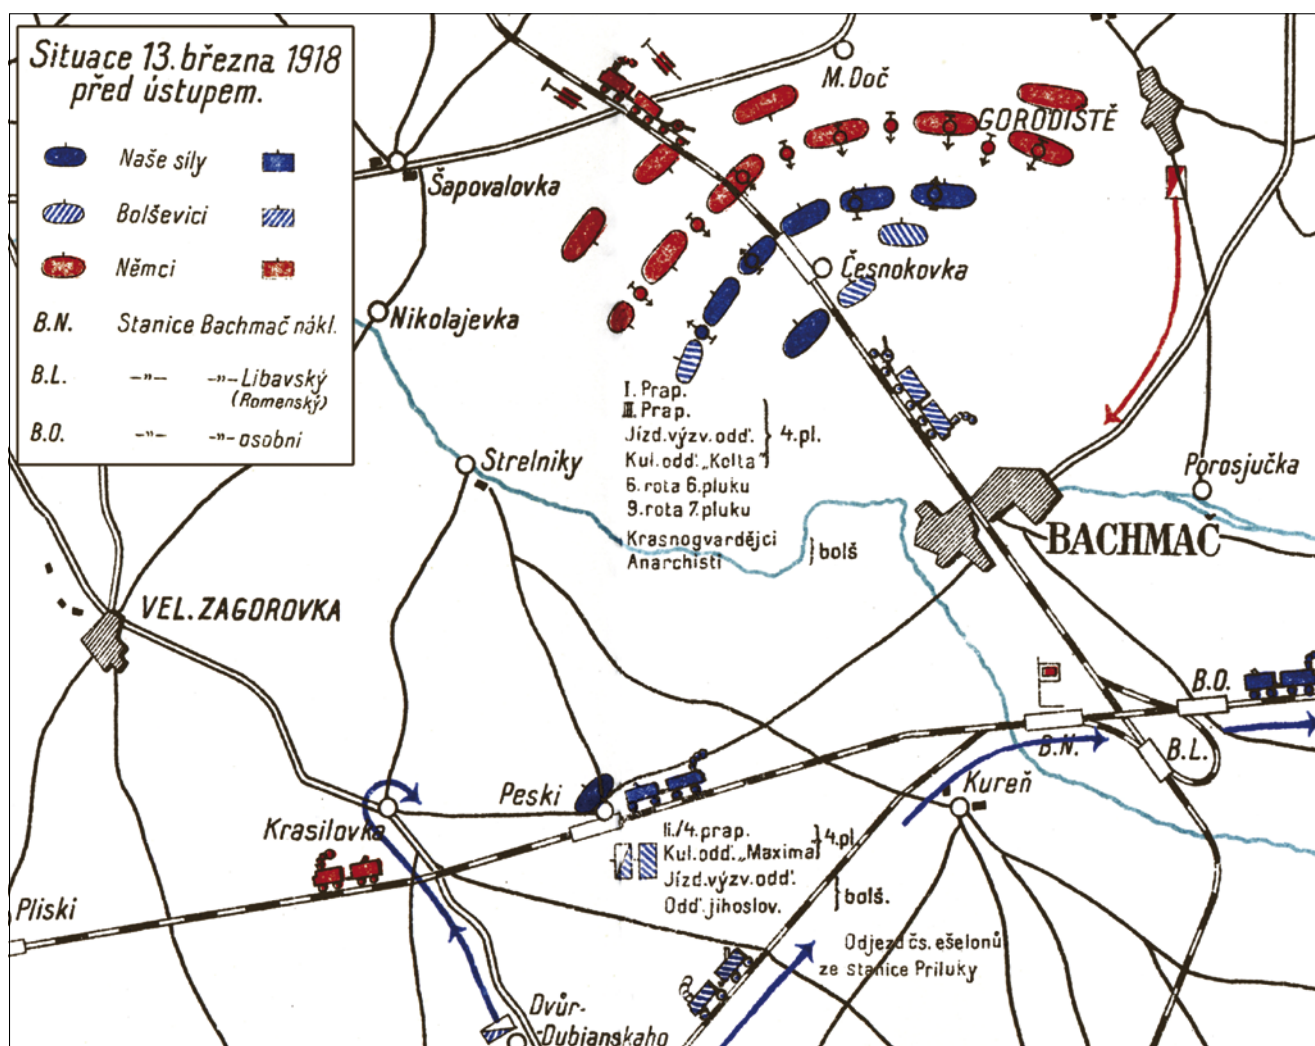 Situace 13. března 1918
před ústupem.
Naše síly
Bolševici
Němci
B.N. Stanice Bachmač nákl.
B.L. -"- -"- Libavský
(Romenský)
B.O. -"- -"- osobní
M. Doč
GORODIŠTĚ
Šapovalovka
Česnokovka
Nikolajevka
I. Prap.
III. Prap.
Jízd. výzv. odd.
Kul. odd. „Kolta"
4. pl.
6. rota 6. pluku
9. rota 7. pluku
Krasnogvardějci
Anarchisti
bolš
Strelniky
Porosjučka
BACHMAČ
VEL. ZAGOROVKA
B.O.
B.N.
B.L.
Peski
Kureň
Krasilovka
II./4. prap.
Kul. odd. „Maxima
4. pl.
Jízd. výzv. odd.
Odd. jihoslov.
bolš.
Pliski
Odjezd čs. ešelonů
ze stanice Priluky
Dvůr-
-Dubjanskaho